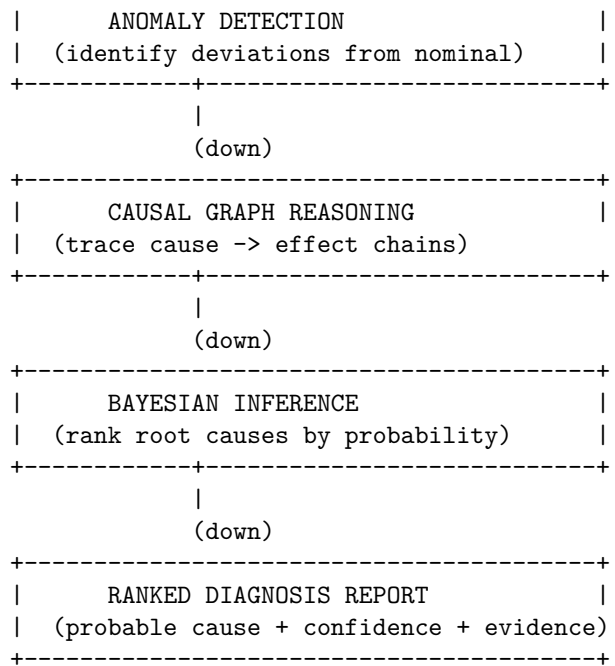 |      ANOMALY DETECTION                  |
|  (identify deviations from nominal)     |
+------------+----------------------------+
             |
             (down)
+-----------------------------------------+
|      CAUSAL GRAPH REASONING             |
|  (trace cause -> effect chains)         |
+------------+----------------------------+
             |
             (down)
+-----------------------------------------+
|      BAYESIAN INFERENCE                 |
|  (rank root causes by probability)      |
+------------+----------------------------+
             |
             (down)
+-----------------------------------------+
|      RANKED DIAGNOSIS REPORT            |
|  (probable cause + confidence + evidence)
+-----------------------------------------+